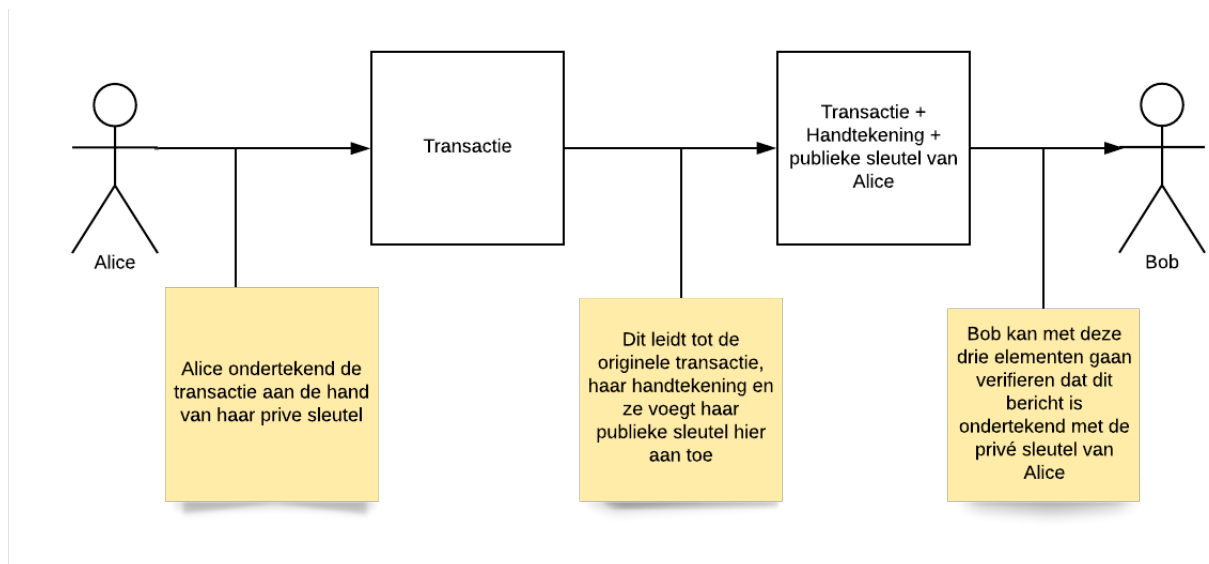 Transactie
Transactie +
Handtekening +
publieke sleutel van
Alice
Alice
Bob
Alice ondertekend de
transactie aan de hand
van haar prive sleutel
Dit leidt tot de
originele transactie,
haar handtekening en
ze voegt haar
publieke sleutel hier
aan toe
Bob kan met deze
drie elementen gaan
verifieren dat dit
bericht is
ondertekend met de
privé sleutel van
Alice